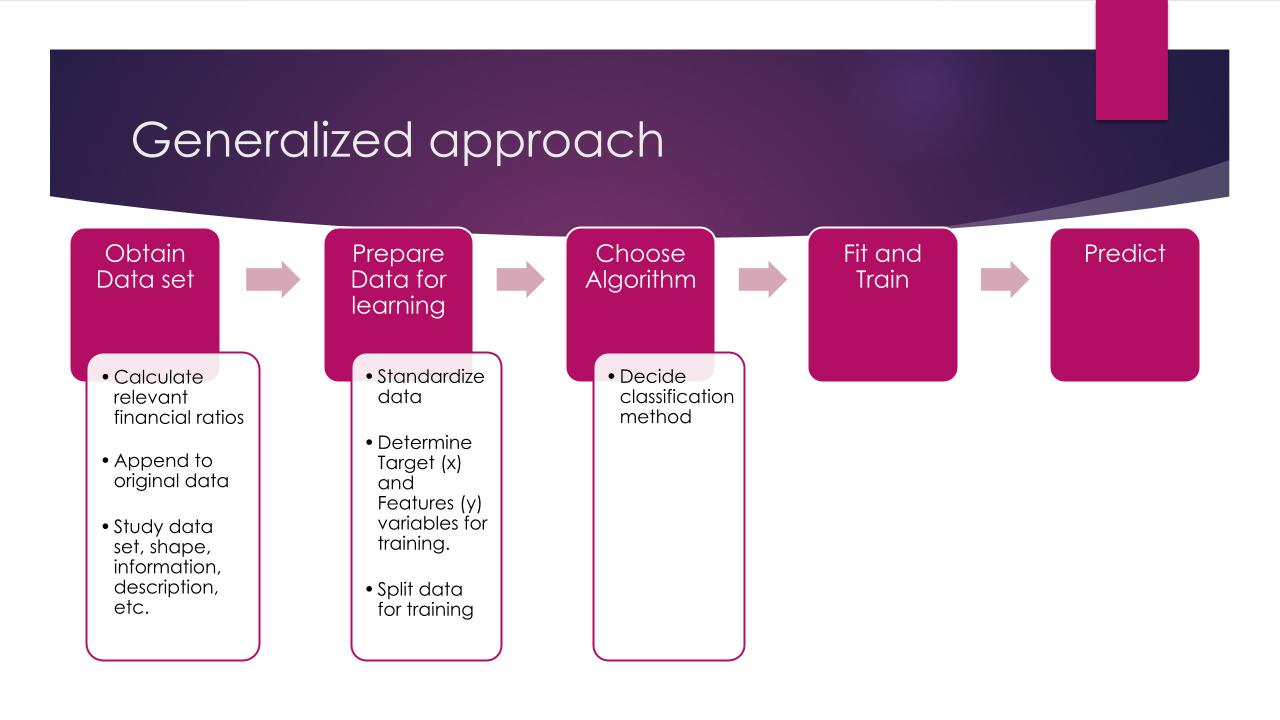 Generalized approach
Obtain
Data set
• Calculate
relevant
financial ratios
• Append to
original data
• Study data
set, shape,
information,
description,
etc.
Prepare
Data for
learning
• Standardize
data
• Determine
Target (x)
and
Features (y)
variables for
training.
• Split data
for training
Choose
Algorithm
• Decide
classification
method
Fit and
Train
Predict